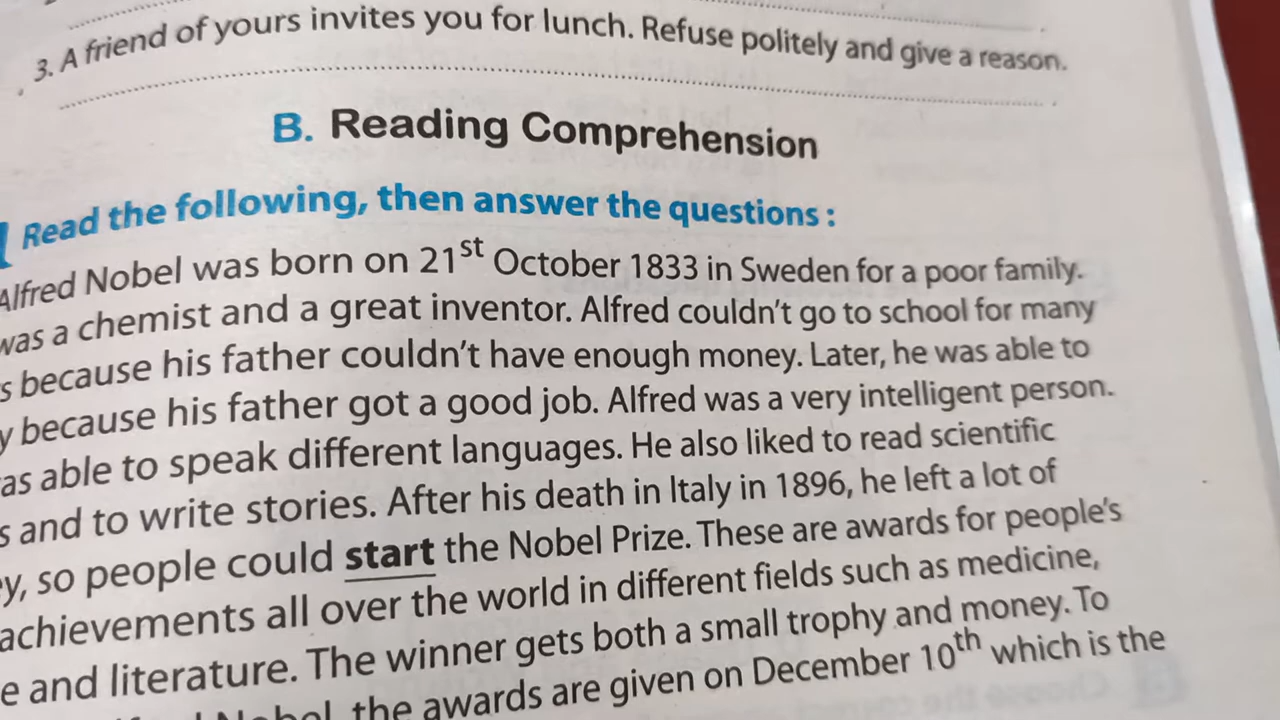 3. A friend of yours invites you for lunch. Refuse politely and give a reason.
B. Reading Comprehension
Read the following, then answer the questions :
Alfred Nobel was born on 21st October 1833 in Sweden for a poor family.
was a chemist and a great inventor. Alfred couldn't go to school for many
because his father couldn't have enough money. Later, he was able to
because his father got a good job. Alfred was a very intelligent person.
able to speak different languages. He also liked to read scientific
and to write stories. After his death in Italy in 1896, he left a lot of
so people could start the Nobel Prize. These are awards for people's
achievements all over the world in different fields such as medicine,
and literature. The winner gets both a small trophy and money. To
Nobel, the awards are given on December 10th which is the